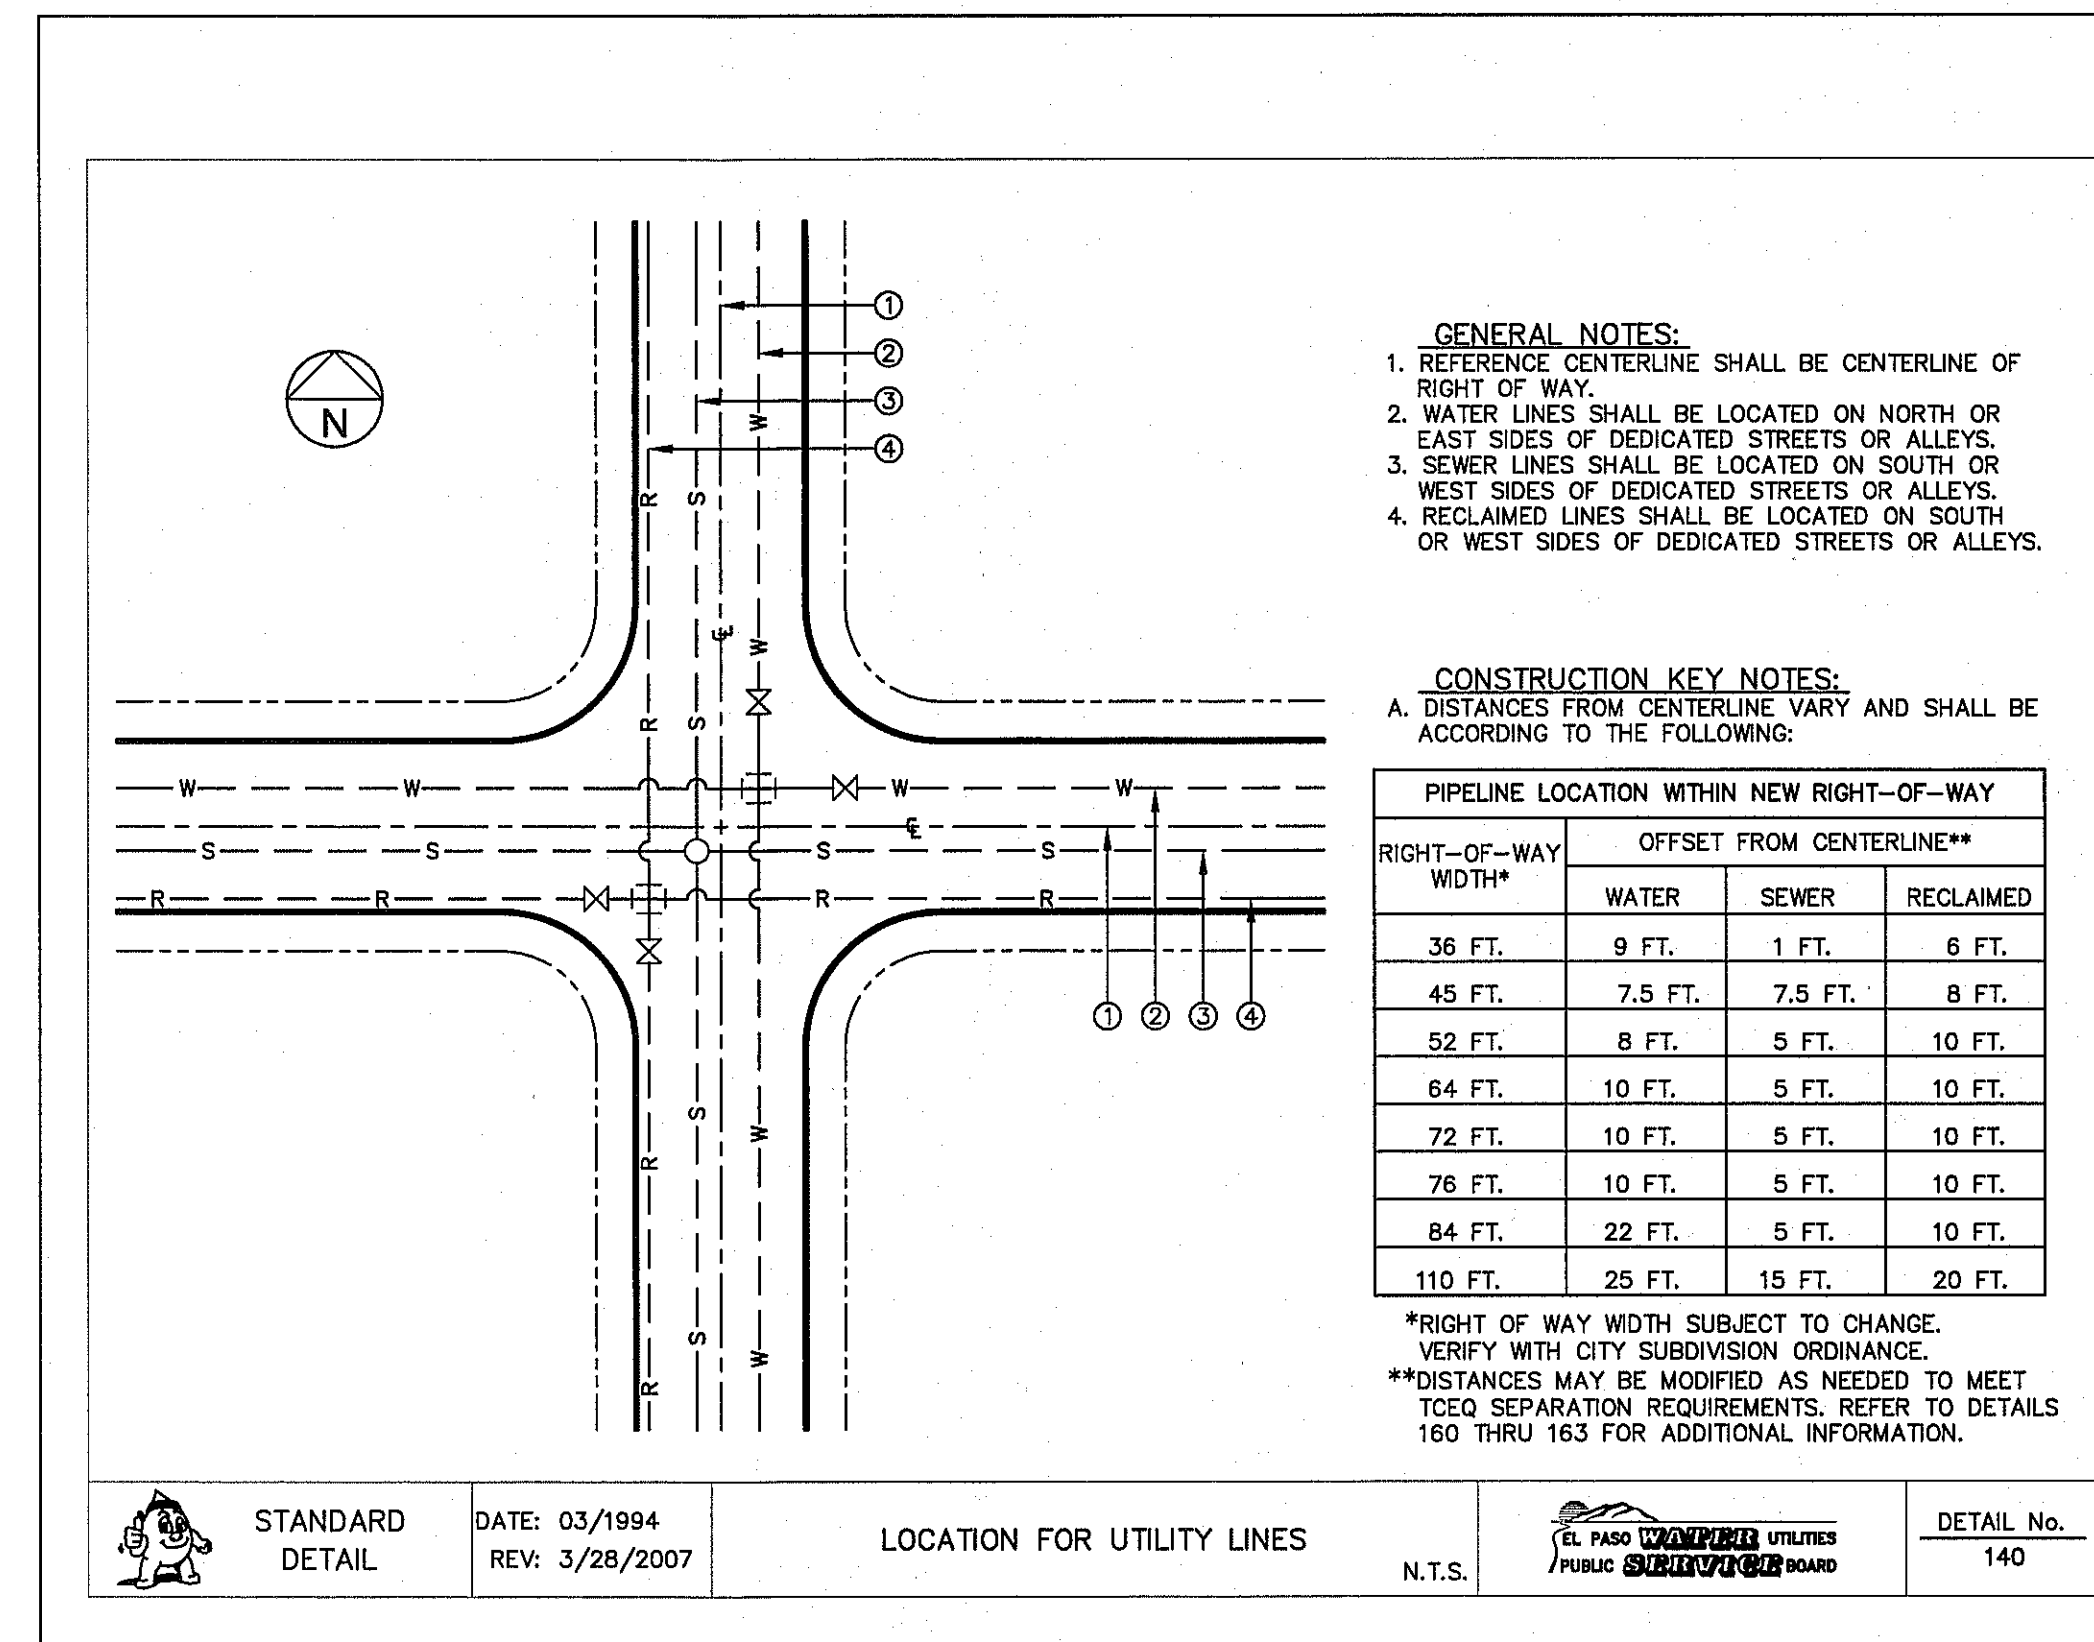 ①
②
③
④
N
R S W
℄ W
R S
W W W W
℄
S S S S
R R R R
① ② ③ ④
S W
R
S W
R
GENERAL NOTES:
1. REFERENCE CENTERLINE SHALL BE CENTERLINE OF
RIGHT OF WAY.
2. WATER LINES SHALL BE LOCATED ON NORTH OR
EAST SIDES OF DEDICATED STREETS OR ALLEYS.
3. SEWER LINES SHALL BE LOCATED ON SOUTH OR
WEST SIDES OF DEDICATED STREETS OR ALLEYS.
4. RECLAIMED LINES SHALL BE LOCATED ON SOUTH
OR WEST SIDES OF DEDICATED STREETS OR ALLEYS.
CONSTRUCTION KEY NOTES:
A. DISTANCES FROM CENTERLINE VARY AND SHALL BE
ACCORDING TO THE FOLLOWING:
PIPELINE LOCATION WITHIN NEW RIGHT-OF-WAY
RIGHT-OF-WAY
WIDTH*
OFFSET FROM CENTERLINE**
WATER SEWER RECLAIMED
36 FT. 9 FT. 1 FT. 6 FT.
45 FT. 7.5 FT. 7.5 FT. 8 FT.
52 FT. 8 FT. 5 FT. 10 FT.
64 FT. 10 FT. 5 FT. 10 FT.
72 FT. 10 FT. 5 FT. 10 FT.
76 FT. 10 FT. 5 FT. 10 FT.
84 FT. 22 FT. 5 FT. 10 FT.
110 FT. 25 FT. 15 FT. 20 FT.
*RIGHT OF WAY WIDTH SUBJECT TO CHANGE.
VERIFY WITH CITY SUBDIVISION ORDINANCE.
**DISTANCES MAY BE MODIFIED AS NEEDED TO MEET
TCEQ SEPARATION REQUIREMENTS. REFER TO DETAILS
160 THRU 163 FOR ADDITIONAL INFORMATION.
STANDARD
DETAIL
DATE: 03/1994
REV: 3/28/2007
LOCATION FOR UTILITY LINES
N.T.S.
EL PASO WATER UTILITIES
PUBLIC SERVICE BOARD
DETAIL No.
140